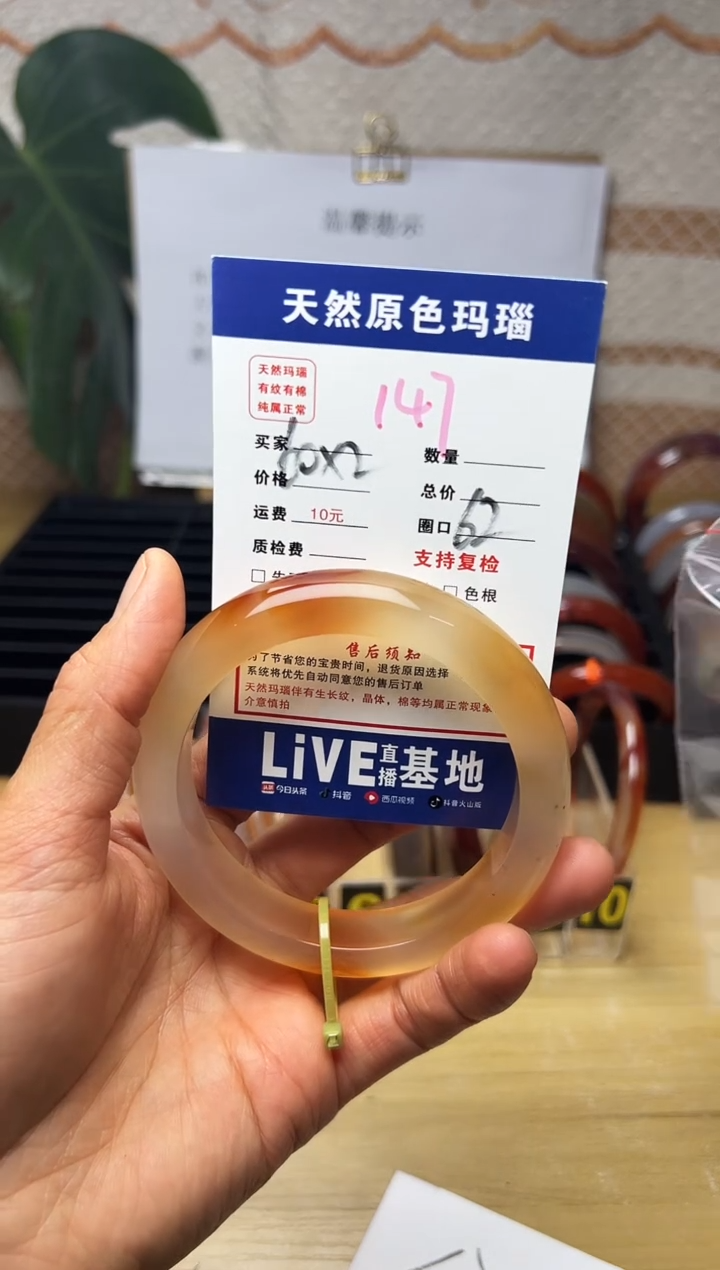 品牌提示
天然原色玛瑙
天然玛瑙
有纹有棉
纯属正常
147
买家
数量
60x2
价格
总价
运费 10元
圈口 62
质检费
支持复检
色根
售后须知
为了节省您的宝贵时间，退货原因选择
系统将优先自动同意您的售后订单
天然玛瑙伴有生长纹，晶体，棉等均属正常现象
介意慎拍
LiVE直播基地
今日头条 抖音 西瓜视频 抖音火山版
10